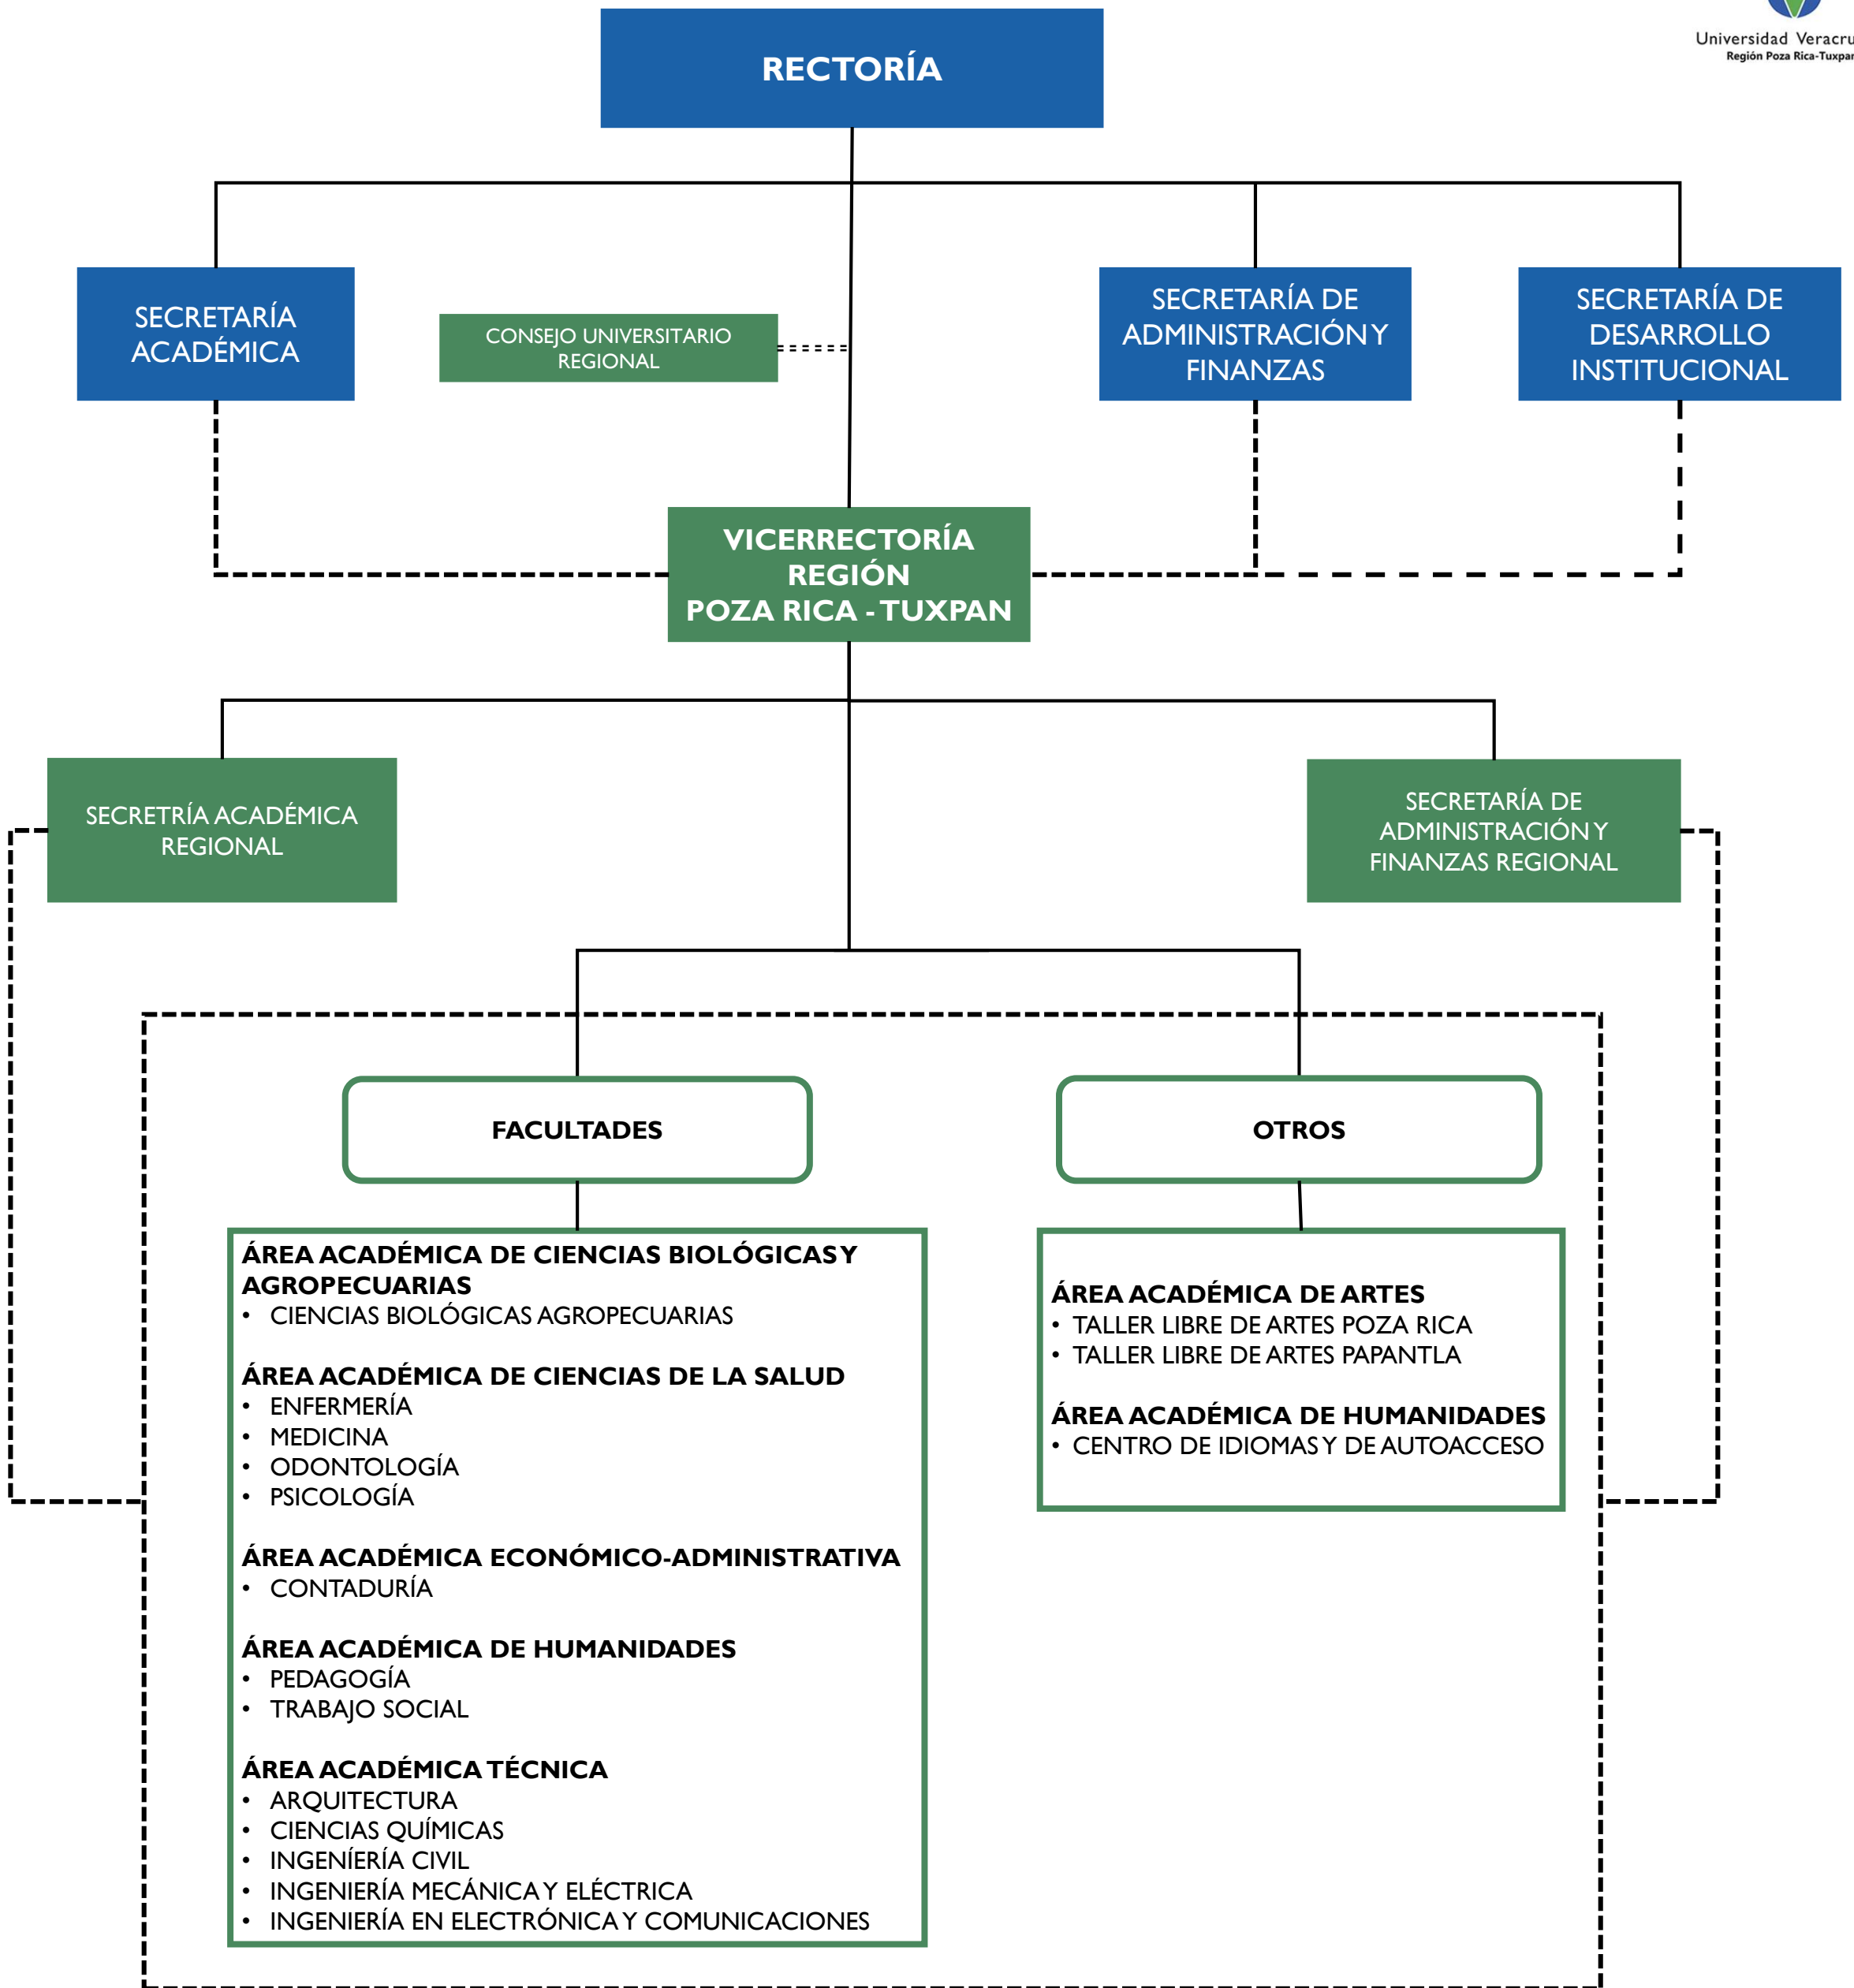 Universidad Veracru
Región Poza Rica-Tuxpan
RECTORÍA
SECRETARÍA
ACADÉMICA
CONSEJO UNIVERSITARIO
REGIONAL
SECRETARÍA DE
ADMINISTRACIÓN Y
FINANZAS
SECRETARÍA DE
DESARROLLO
INSTITUCIONAL
VICERRECTORÍA
REGIÓN
POZA RICA - TUXPAN
SECRETRÍA ACADÉMICA
REGIONAL
SECRETARÍA DE
ADMINISTRACIÓN Y
FINANZAS REGIONAL
FACULTADES
ÁREA ACADÉMICA DE CIENCIAS BIOLÓGICAS Y
AGROPECUARIAS
• CIENCIAS BIOLÓGICAS AGROPECUARIAS
ÁREA ACADÉMICA DE CIENCIAS DE LA SALUD
• ENFERMERÍA
• MEDICINA
• ODONTOLOGÍA
• PSICOLOGÍA
ÁREA ACADÉMICA ECONÓMICO-ADMINISTRATIVA
• CONTADURÍA
ÁREA ACADÉMICA DE HUMANIDADES
• PEDAGOGÍA
• TRABAJO SOCIAL
ÁREA ACADÉMICA TÉCNICA
• ARQUITECTURA
• CIENCIAS QUÍMICAS
• INGENÍERÍA CIVIL
• INGENIERÍA MECÁNICA Y ELÉCTRICA
• INGENIERÍA EN ELECTRÓNICA Y COMUNICACIONES
OTROS
ÁREA ACADÉMICA DE ARTES
• TALLER LIBRE DE ARTES POZA RICA
• TALLER LIBRE DE ARTES PAPANTLA
ÁREA ACADÉMICA DE HUMANIDADES
• CENTRO DE IDIOMAS Y DE AUTOACCESO